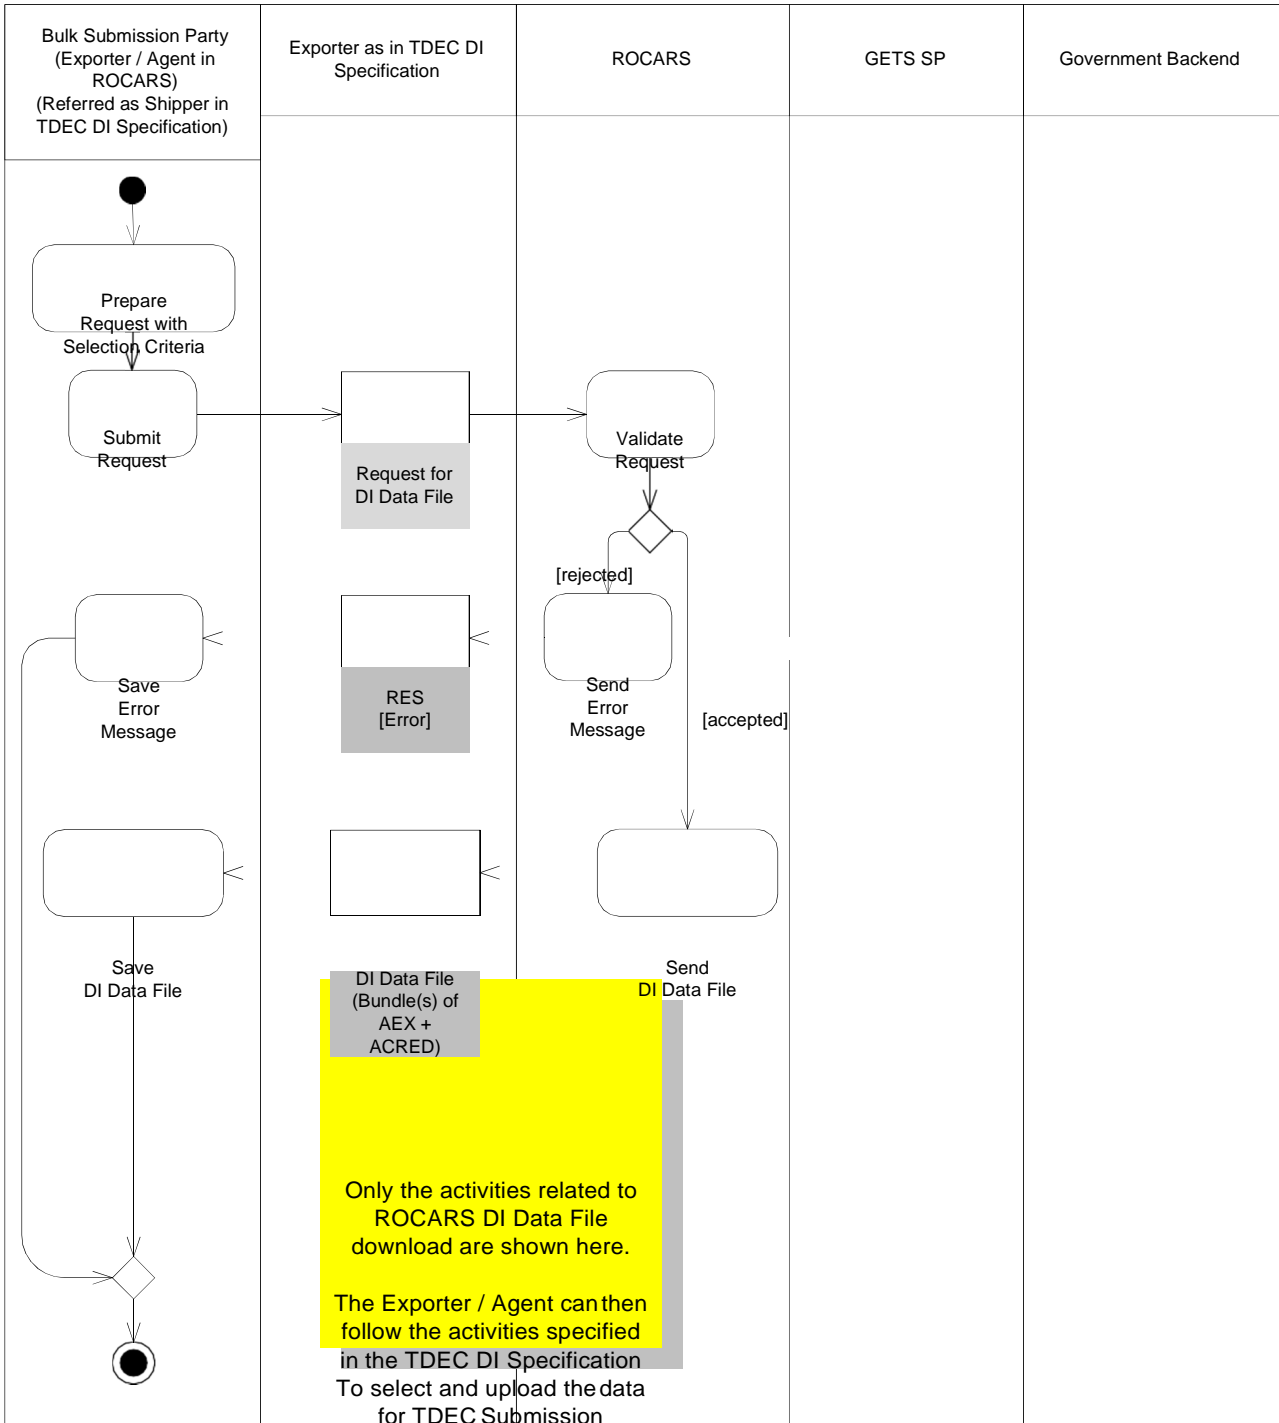 Bulk Submission Party
(Exporter / Agent in
ROCARS)
(Referred as Shipper in
TDEC DI Specification)
Exporter as in TDEC DI
Specification
ROCARS
GETS SP
Government Backend
Prepare
Request with
Selection Criteria
Submit
Request
Request for
DI Data File
Validate
Request
[rejected]
Save
Error
Message
RES
[Error]
Send
Error
Message
[accepted]
Save
DI Data File
DI Data File
(Bundle(s) of
AEX +
ACRED)
Send
DI Data File
Only the activities related to
ROCARS DI Data File
download are shown here.
The Exporter / Agent can then
follow the activities specified
in the TDEC DI Specification
To select and upload the data
for TDEC Submission